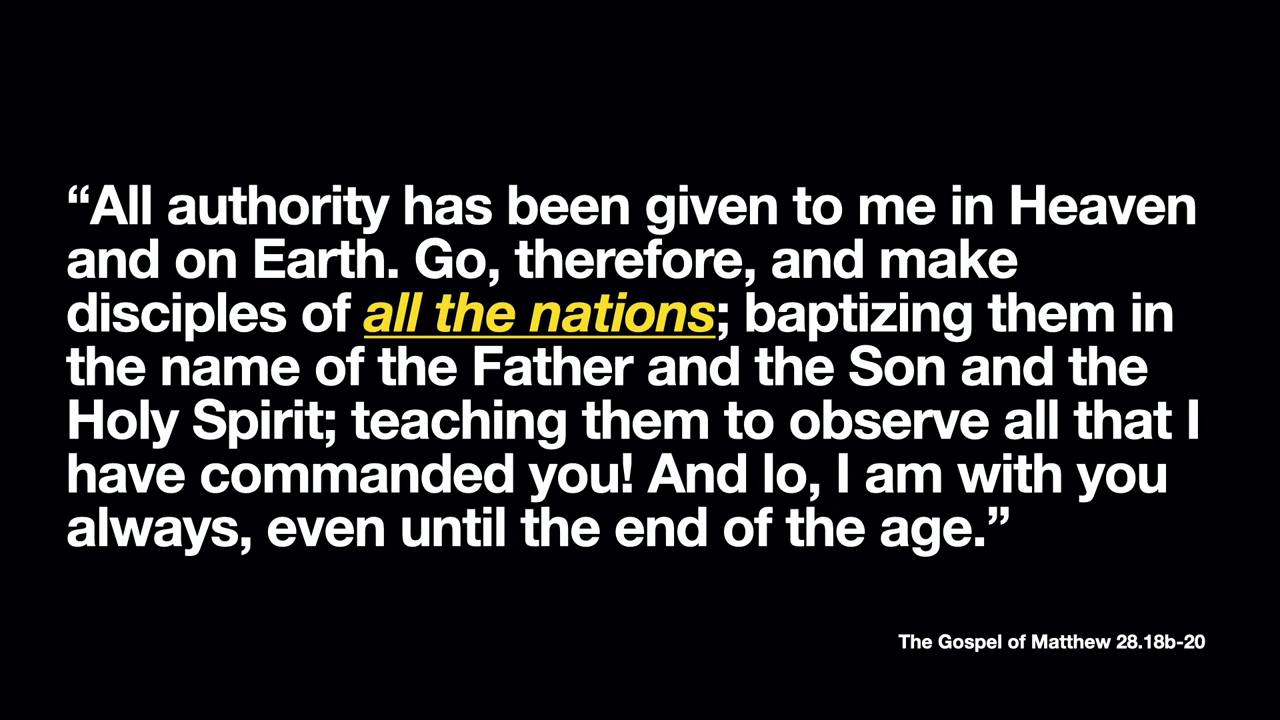 “All authority has been given to me in Heaven
and on Earth. Go, therefore, and make
disciples of all the nations; baptizing them in
the name of the Father and the Son and the
Holy Spirit; teaching them to observe all that I
have commanded you! And lo, I am with you
always, even until the end of the age.”
The Gospel of Matthew 28.18b-20